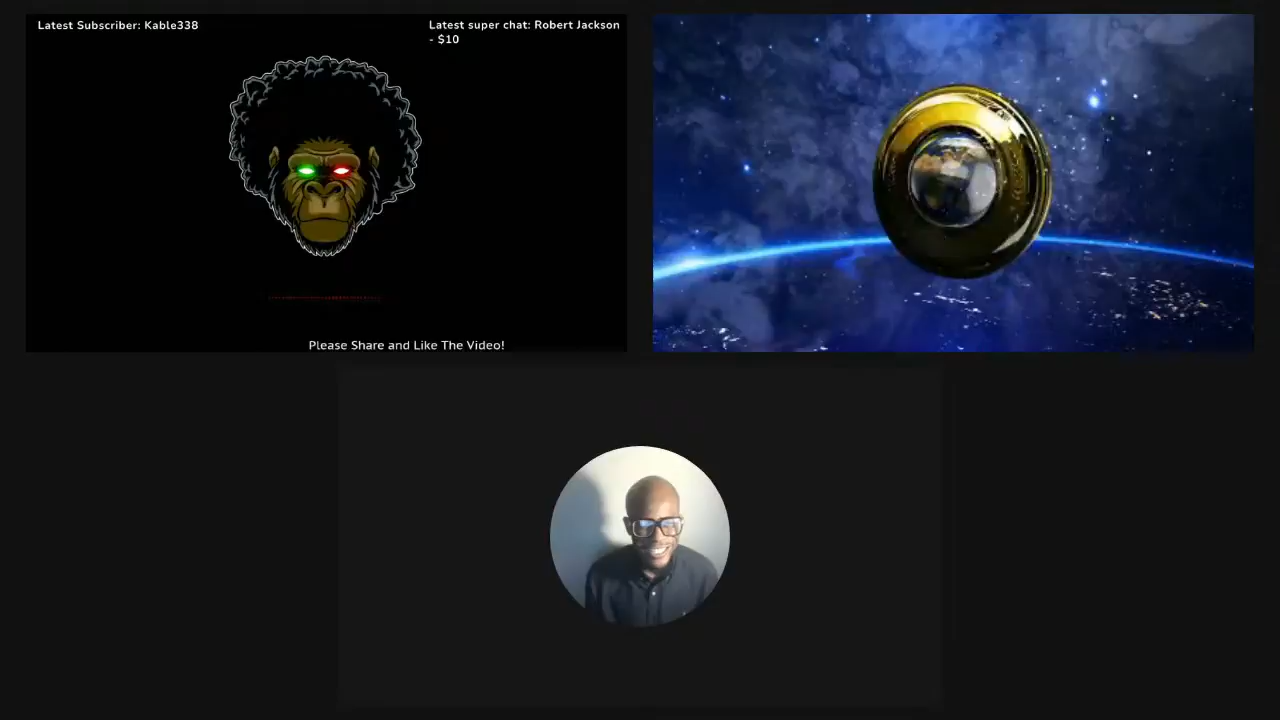 Latest Subscriber: Kable338
Latest super chat: Robert Jackson
- $10
Please Share and Like The Video!